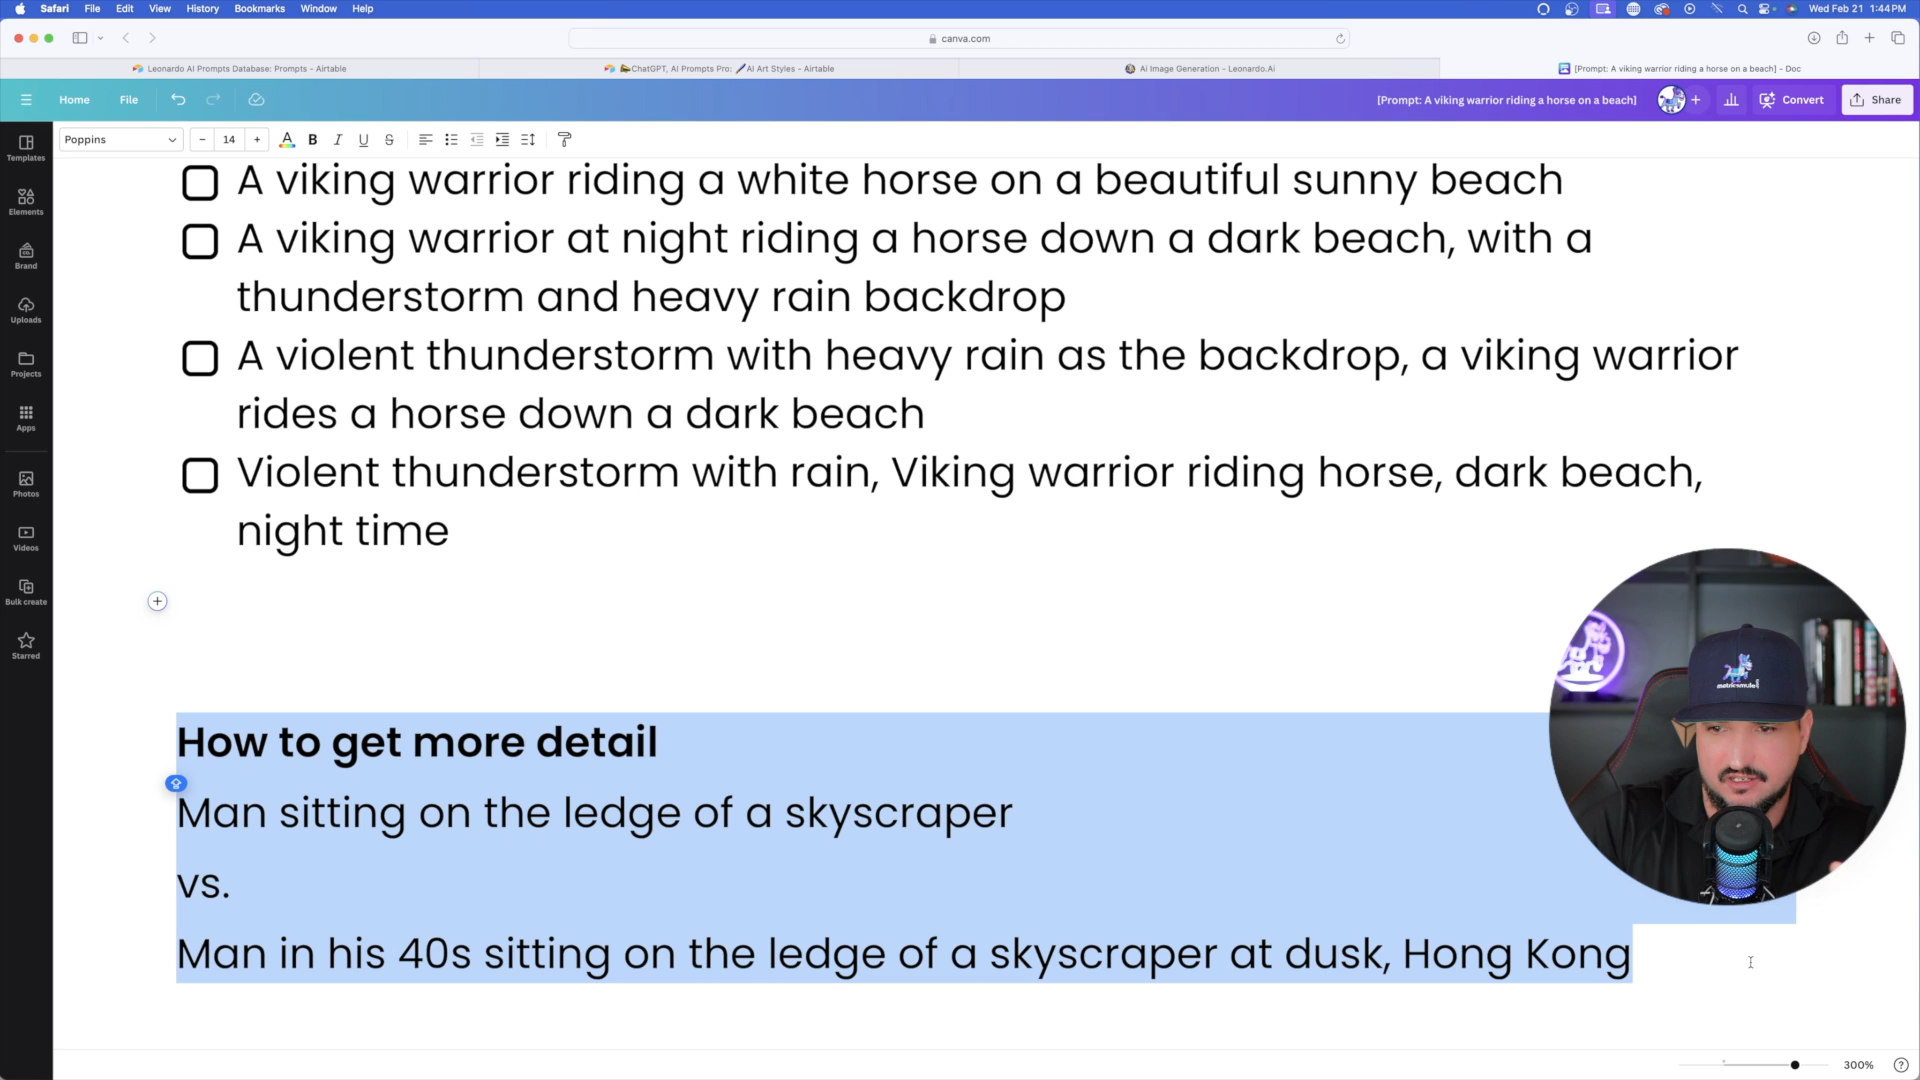 Safari File Edit View History Bookmarks Window Help
Wed Feb 21 1:44 PM
canva.com
Leonardo AI Prompts Database: Prompts - Airtable
ChatGPT, AI Prompts Pro: AI Art Styles - Airtable
Ai Image Generation - Leonardo.Ai
[Prompt: A viking warrior riding a horse on a beach] - Doc
Home File
[Prompt: A viking warrior riding a horse on a beach]
Convert
Share
Poppins
- 14 + A B I U S
Templates
Elements
Brand
Uploads
Projects
Apps
Photos
Videos
Bulk create
Starred
A viking warrior riding a white horse on a beautiful sunny beach
A viking warrior at night riding a horse down a dark beach, with a
thunderstorm and heavy rain backdrop
A violent thunderstorm with heavy rain as the backdrop, a viking warrior
rides a horse down a dark beach
Violent thunderstorm with rain, Viking warrior riding horse, dark beach,
night time
How to get more detail
Man sitting on the ledge of a skyscraper
vs.
Man in his 40s sitting on the ledge of a skyscraper at dusk, Hong Kong
metricsmule
300%